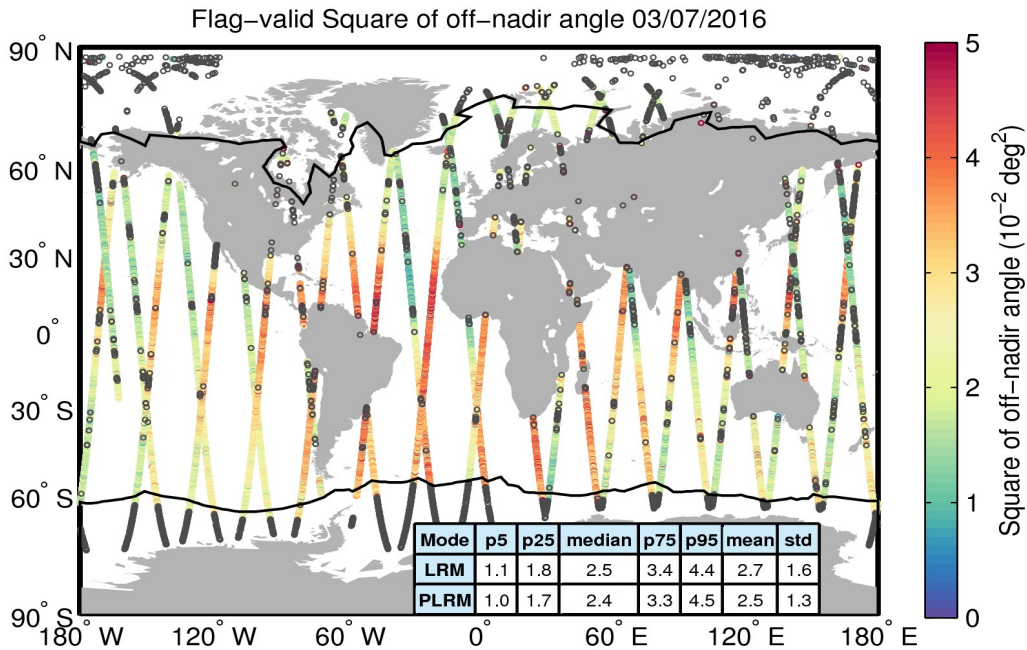 Flag−valid Square of off−nadir angle 03/07/2016
90° N
60° N
30° N
0°
30° S
60° S
90° S
180° W
120° W
60° W
0°
60° E
120° E
180° E
5
4
3
2
1
0
Square of off−nadir angle (10⁻² deg²)
Mode p5 p25 median p75 p95 mean std
LRM 1.1 1.8 2.5 3.4 4.4 2.7 1.6
PLRM 1.0 1.7 2.4 3.3 4.5 2.5 1.3